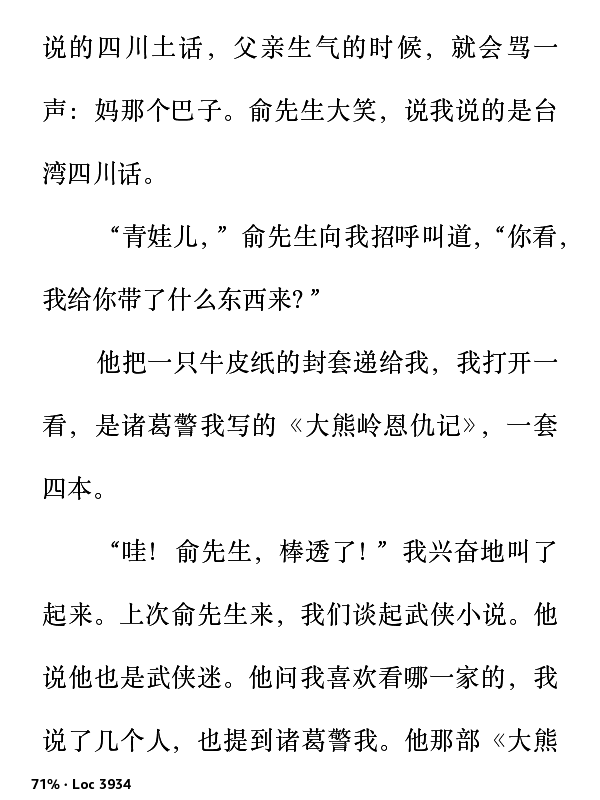 说的四川土话，父亲生气的时候，就会骂一
声：妈那个巴子。俞先生大笑，说我说的是台
湾四川话。
“青娃儿，”俞先生向我招呼叫道，“你看，
我给你带了什么东西来？”
他把一只牛皮纸的封套递给我，我打开一
看，是诸葛警我写的《大熊岭恩仇记》，一套
四本。
“哇！俞先生，棒透了！”我兴奋地叫了
起来。上次俞先生来，我们谈起武侠小说。他
说他也是武侠迷。他问我喜欢看哪一家的，我
说了几个人，也提到诸葛警我。他那部《大熊
71% · Loc 3934